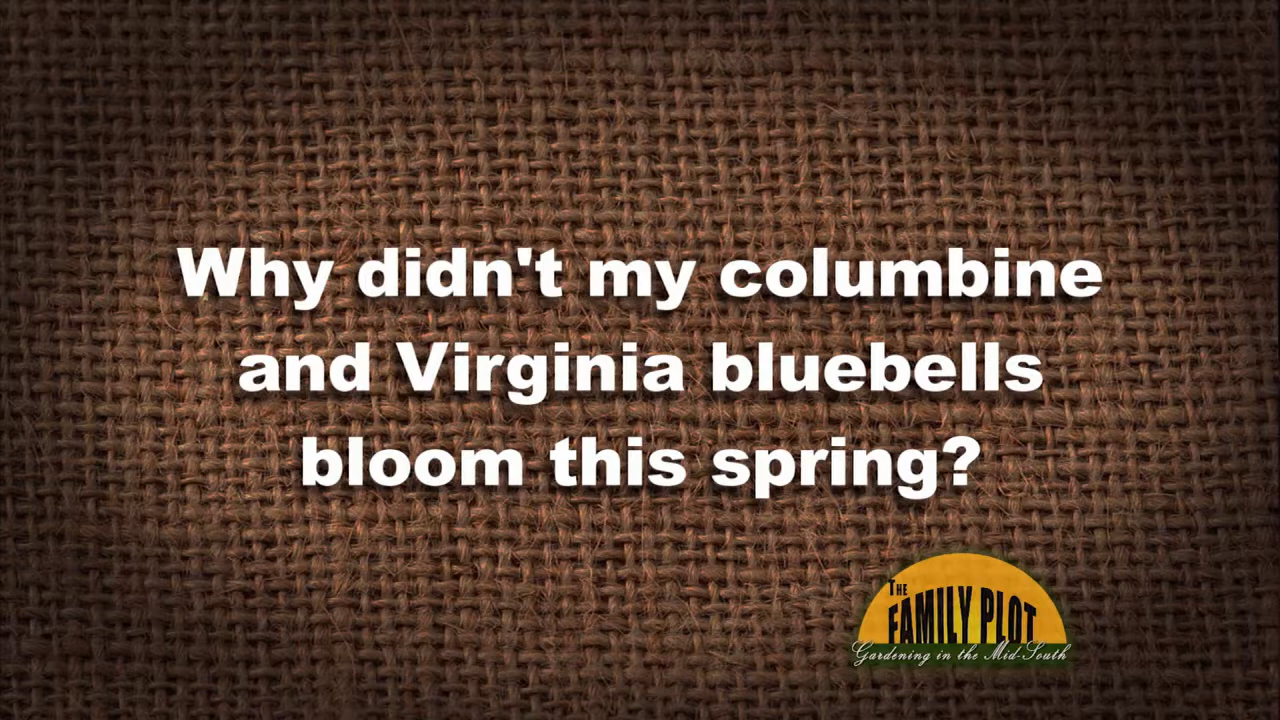 Why didn't my columbine
and Virginia bluebells
bloom this spring?
THE
FAMILY PLOT
Gardening in the Mid-South